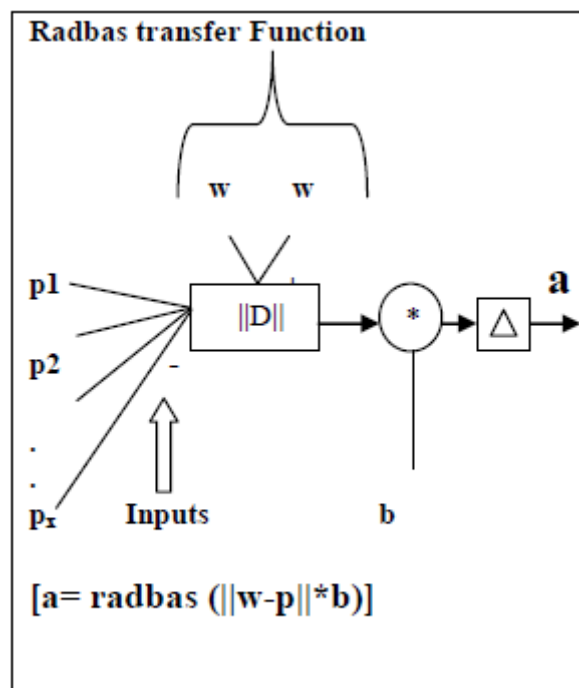 Radbas transfer Function
w w
p1
||D||
*
△
a
p2
-
.
.
px
Inputs
b
[a= radbas (||w-p||*b)]